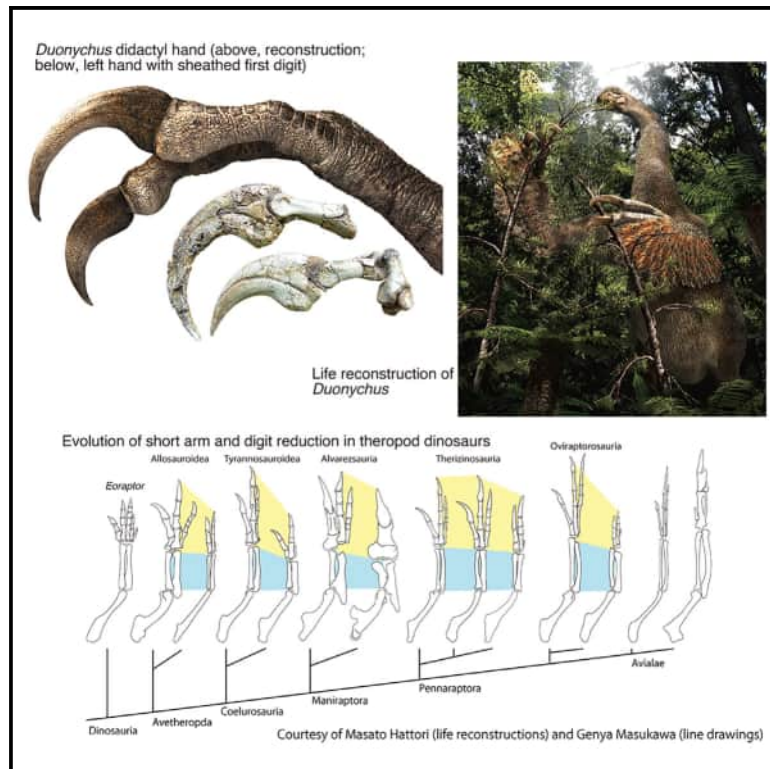 Duonychus didactyl hand (above, reconstruction;
below, left hand with sheathed first digit)
Life reconstruction of
Duonychus
Evolution of short arm and digit reduction in theropod dinosaurs
Allosauroidea Tyrannosauroidea Alvarezsauria Therizinosauria Oviraptorosauria
Eoraptor
Avialae
Pennaraptora
Maniraptora
Coelurosauria
Avetheropda
Dinosauria
Courtesy of Masato Hattori (life reconstructions) and Genya Masukawa (line drawings)